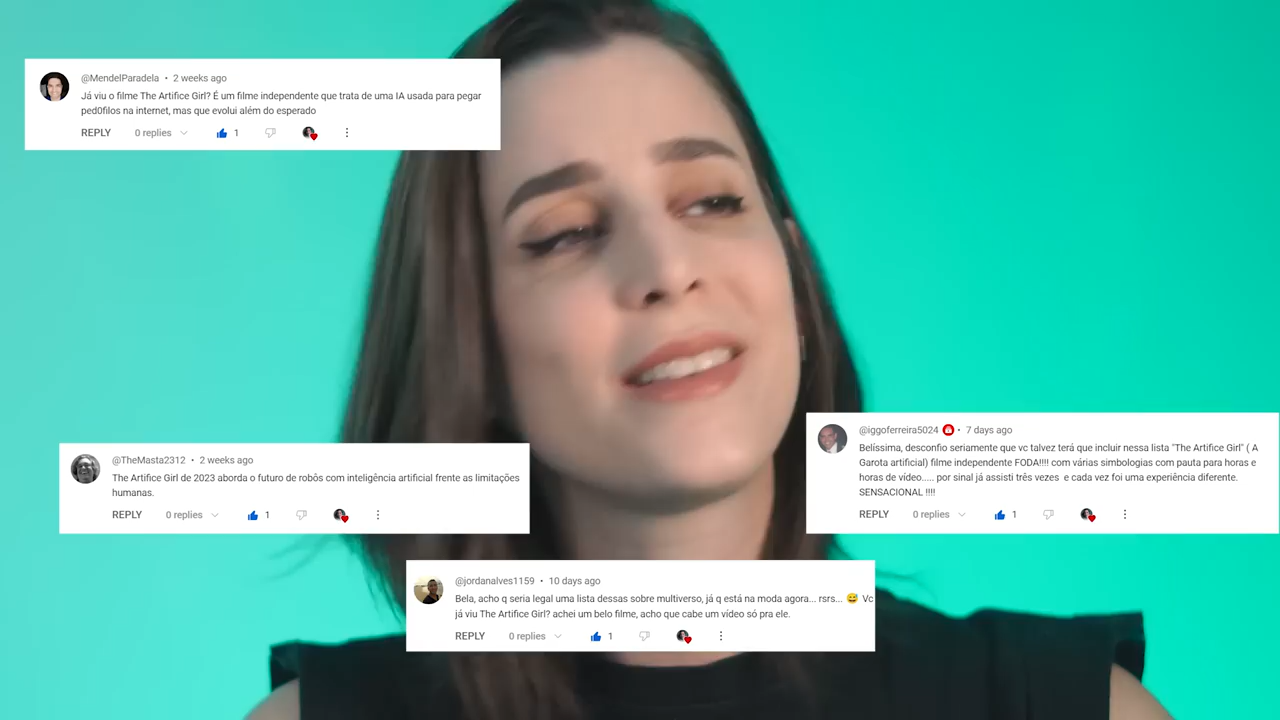 @MendelParadela • 2 weeks ago
Já viu o filme The Artifice Girl? É um filme independente que trata de uma IA usada para pegar
ped0filos na internet, mas que evolui além do esperado
REPLY 0 replies 1
@TheMasta2312 • 2 weeks ago
The Artifice Girl de 2023 aborda o futuro de robôs com inteligência artificial frente as limitações
humanas.
REPLY 0 replies 1
@iggoferreira5024 • 7 days ago
Belíssima, desconfio seriamente que vc talvez terá que incluir nessa lista "The Artifice Girl" ( A
Garota artificial) filme independente FODA!!!! com várias simbologias com pauta para horas e
horas de vídeo..... por sinal já assisti três vezes e cada vez foi uma experiência diferente.
SENSACIONAL !!!!
REPLY 0 replies 1
@jordanalves1159 • 10 days ago
Bela, acho q seria legal uma lista dessas sobre multiverso, já q está na moda agora... rsrs... 😅 Vc
já viu The Artifice Girl? achei um belo filme, acho que cabe um vídeo só pra ele.
REPLY 0 replies 1